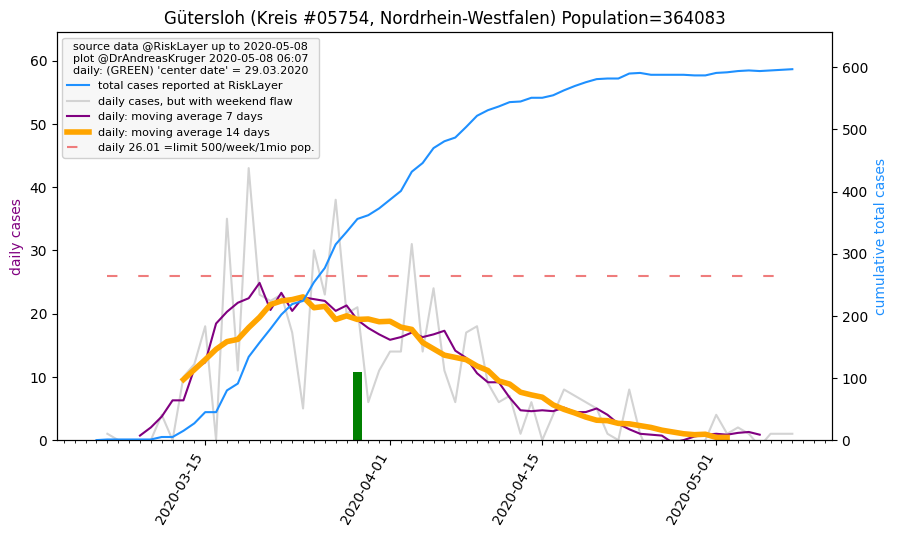 Gütersloh (Kreis #05754, Nordrhein-Westfalen) Population=364083
source data @RiskLayer up to 2020-05-08
plot @DrAndreasKruger 2020-05-08 06:07
daily: (GREEN) 'center date' = 29.03.2020
total cases reported at RiskLayer
daily cases, but with weekend flaw
daily: moving average 7 days
daily: moving average 14 days
daily 26.01 =limit 500/week/1mio pop.
daily cases
60
50
40
30
20
10
0
cumulative total cases
600
500
400
300
200
100
0
2020-03-15
2020-04-01
2020-04-15
2020-05-01